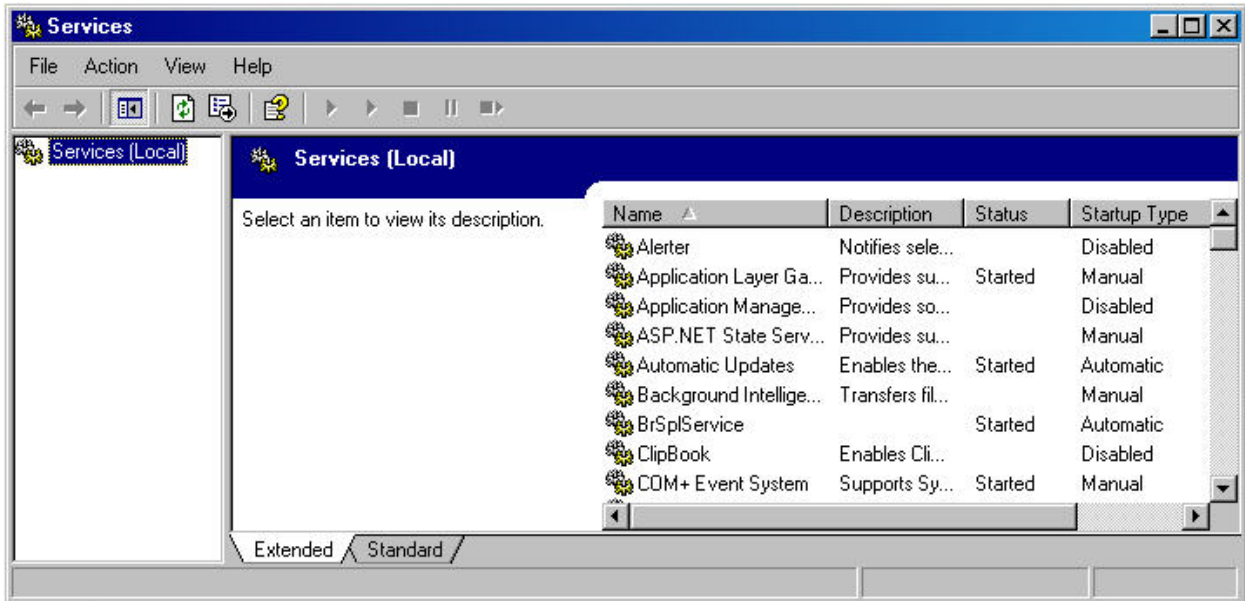 Services
File Action View Help
Services (Local)
Services (Local)
Select an item to view its description.
Name Description Status Startup Type
Alerter Notifies sele... Disabled
Application Layer Ga... Provides su... Started Manual
Application Manage... Provides so... Disabled
ASP.NET State Serv... Provides su... Manual
Automatic Updates Enables the... Started Automatic
Background Intellige... Transfers fil... Manual
BrSplService Started Automatic
ClipBook Enables Cli... Disabled
COM+ Event System Supports Sy... Started Manual
Extended Standard